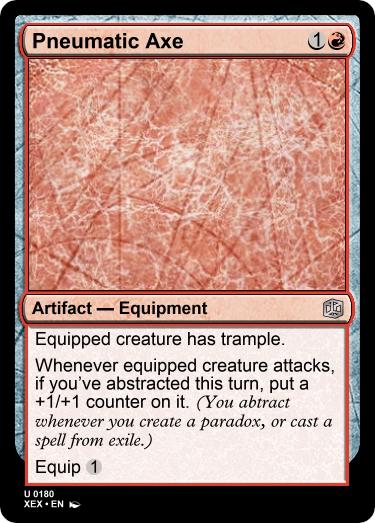 Pneumatic Axe 1
Artifact — Equipment
Equipped creature has trample.
Whenever equipped creature attacks,
if you've abstracted this turn, put a
+1/+1 counter on it. (You abtract
whenever you create a paradox, or cast a
spell from exile.)
Equip 1
U 0180
XEX • EN